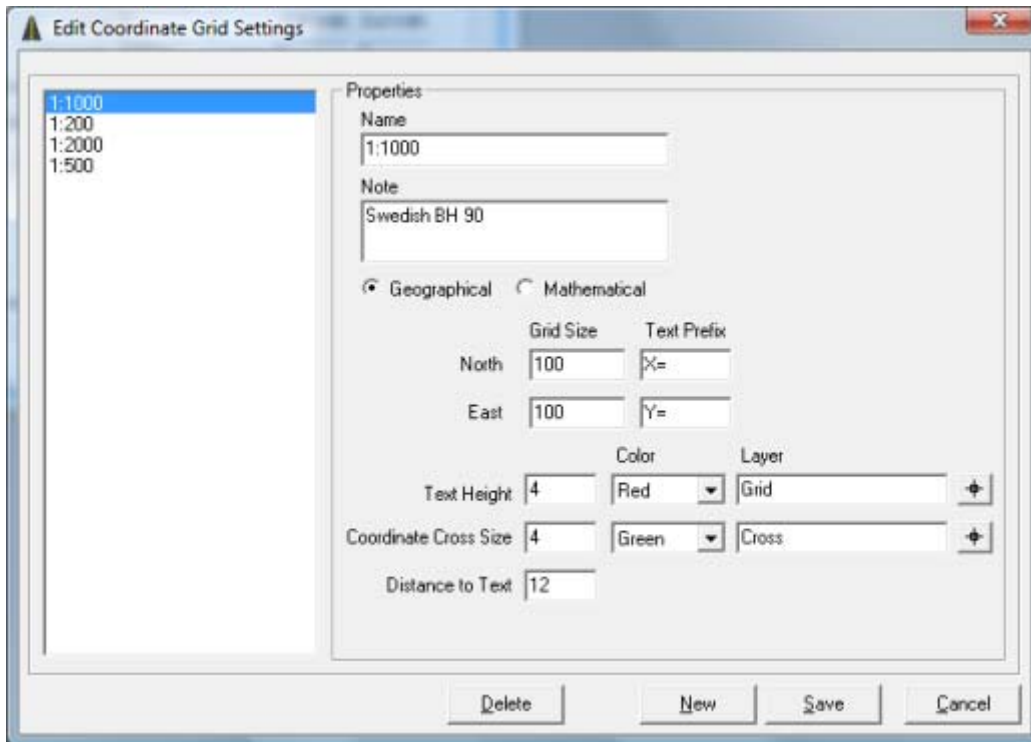 Edit Coordinate Grid Settings
1:1000
1:200
1:2000
1:500
Properties
Name
1:1000
Note
Swedish BH 90
Geographical Mathematical
Grid Size Text Prefix
North 100 X=
East 100 Y=
Color Layer
Text Height 4 Red Grid
Coordinate Cross Size 4 Green Cross
Distance to Text 12
Delete New Save Cancel